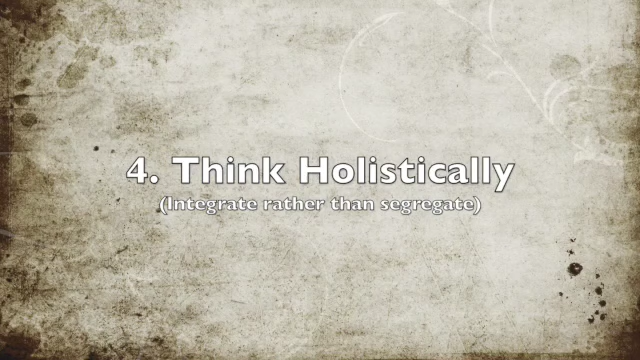 4. Think Holistically
(Integrate rather than segregate)